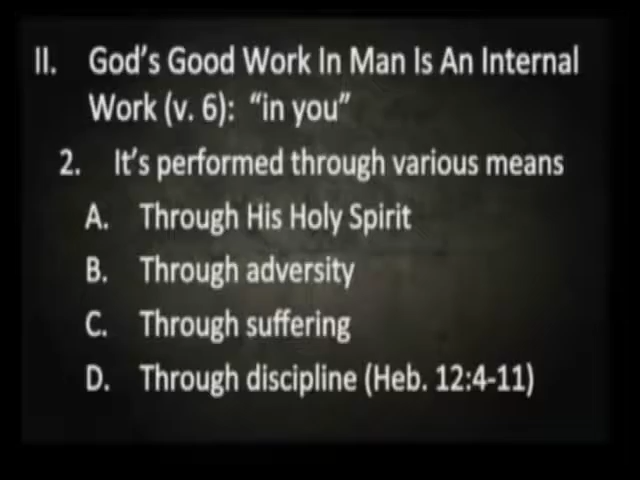 II. God's Good Work In Man Is An Internal
Work (v. 6): "in you"
2. It's performed through various means
A. Through His Holy Spirit
B. Through adversity
C. Through suffering
D. Through discipline (Heb. 12:4-11)